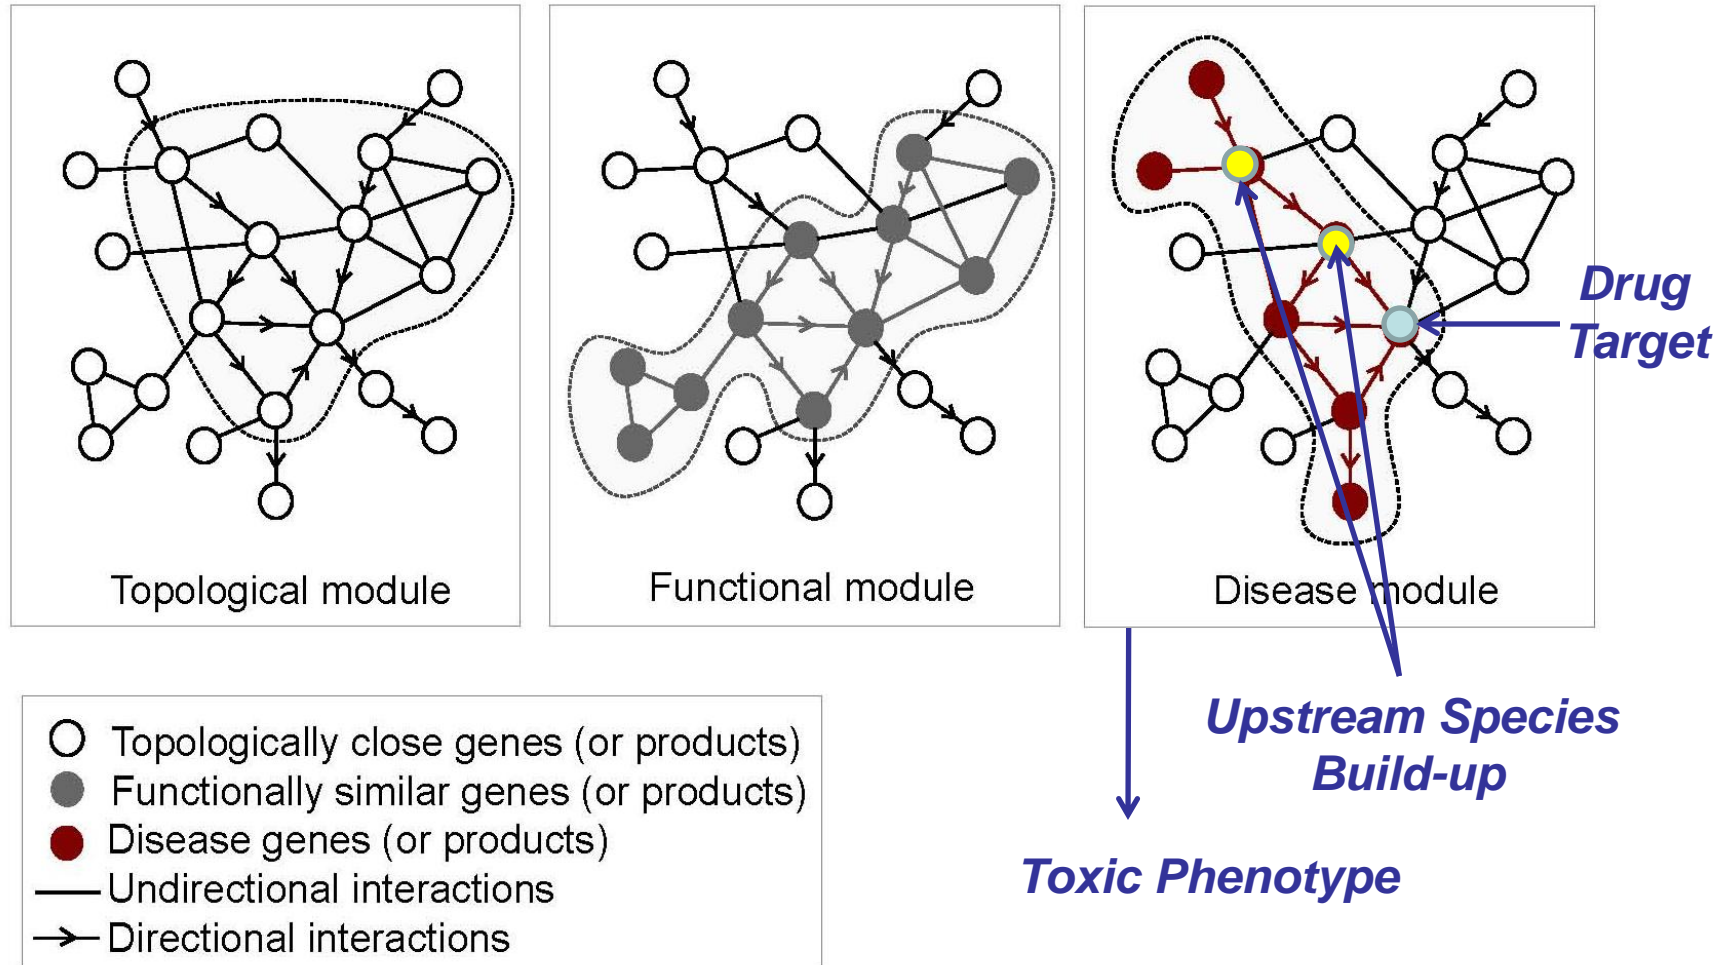 Topological module
Functional module
Disease module
Drug
Target
Upstream Species
Build-up
Toxic Phenotype
Topologically close genes (or products)
Functionally similar genes (or products)
Disease genes (or products)
Undirectional interactions
Directional interactions